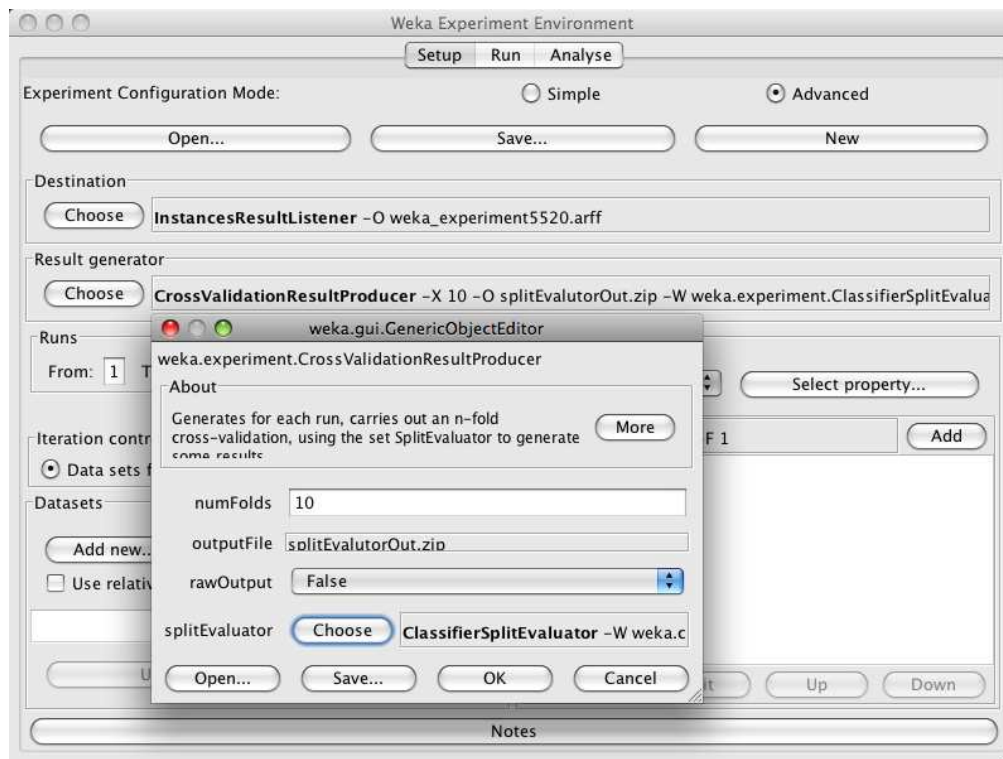 Weka Experiment Environment
Setup Run Analyse
Experiment Configuration Mode: Simple Advanced
Open... Save... New
Destination
Choose InstancesResultListener -O weka_experiment5520.arff
Result generator
Choose CrossValidationResultProducer -X 10 -O splitEvalutorOut.zip -W weka.experiment.ClassifierSplitEvalua
Runs
From: 1 T
Select property...
Iteration contr
Data sets f
F 1 Add
Datasets
Add new..
Use relativ
U
it Up Down
Notes
weka.gui.GenericObjectEditor
weka.experiment.CrossValidationResultProducer
About
Generates for each run, carries out an n-fold
cross-validation, using the set SplitEvaluator to generate
some results
More
numFolds 10
outputFile splitEvalutorOut.zip
rawOutput False
splitEvaluator Choose ClassifierSplitEvaluator -W weka.c
Open... Save... OK Cancel